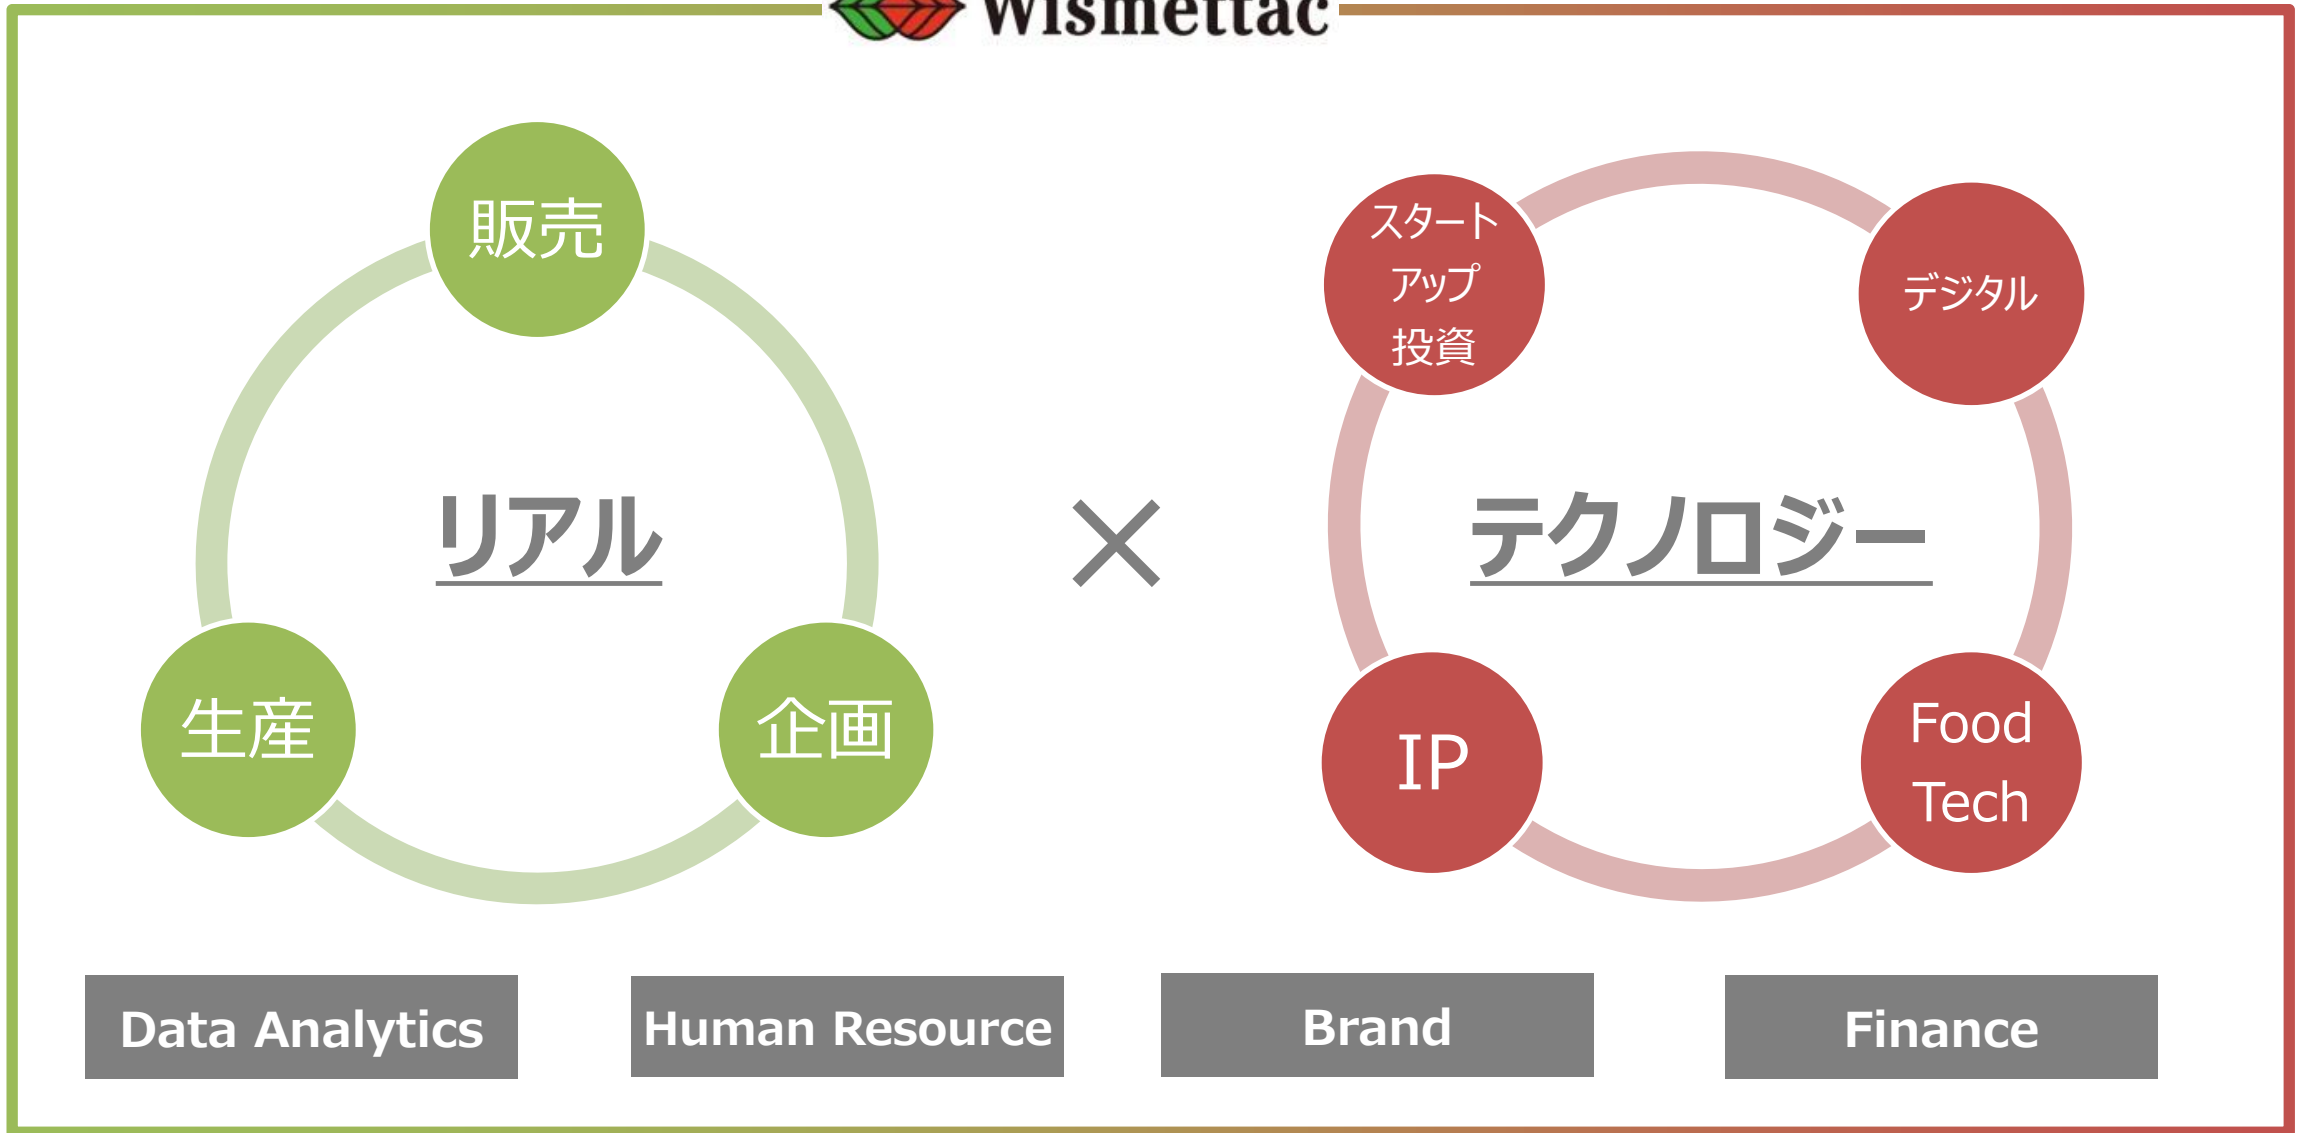 Wismettac
販売
リアル
生産
企画
×
スタート
アップ
投資
デジタル
テクノロジー
IP
Food
Tech
Data Analytics
Human Resource
Brand
Finance